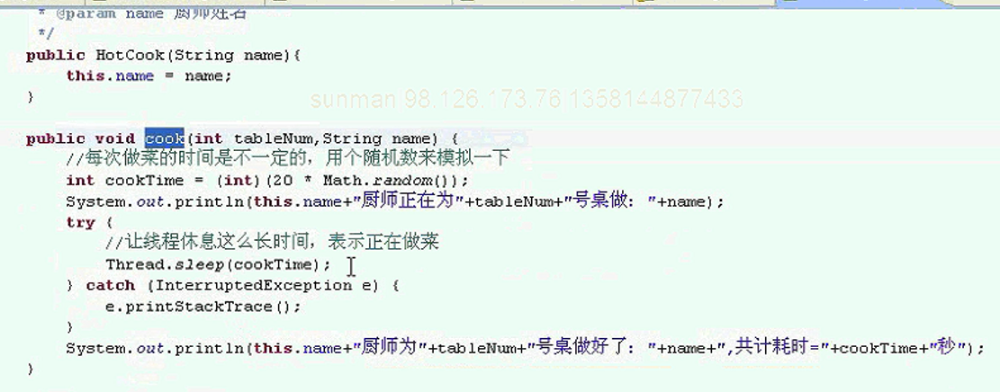 * @param name 厨师姓名
*/
public HotCook(String name){
this.name = name;
}
sunman 98.126.173.76 1358144877433
public void cook(int tableNum,String name) {
//每次做菜的时间是不一定的，用个随机数来模拟一下
int cookTime = (int)(20 * Math.random());
System.out.println(this.name+"厨师正在为"+tableNum+"号桌做："+name);
try {
//让线程休息这么长时间，表示正在做菜
Thread.sleep(cookTime);
} catch (InterruptedException e) {
e.printStackTrace();
}
System.out.println(this.name+"厨师为"+tableNum+"号桌做好了："+name+",共计耗时="+cookTime+"秒");
}